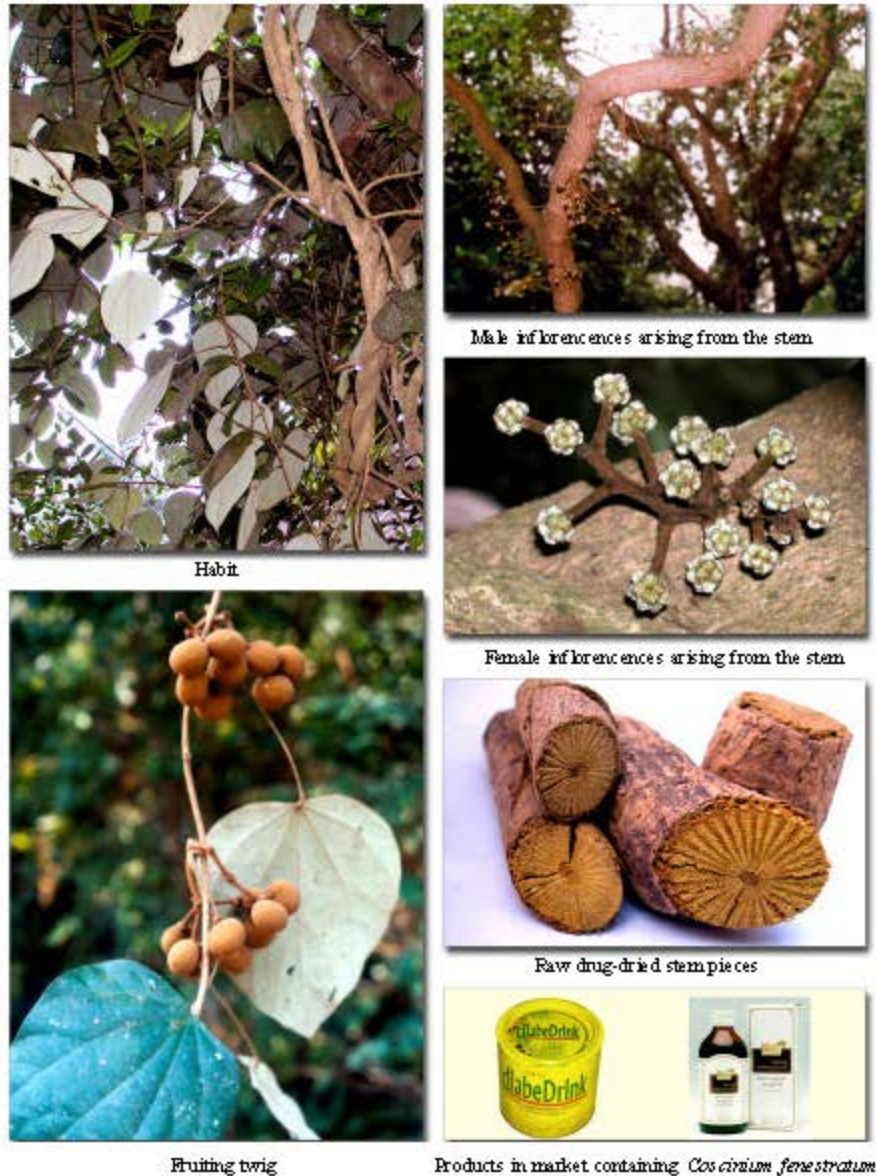 Male inflorencences arising from the stem
Habit
Female inflorencences arising from the stem
Raw drug-dried stem pieces
dIabeDrInk
dIabeDrInk
Fruiting twig
Products in market containing Coscinium fenestratum